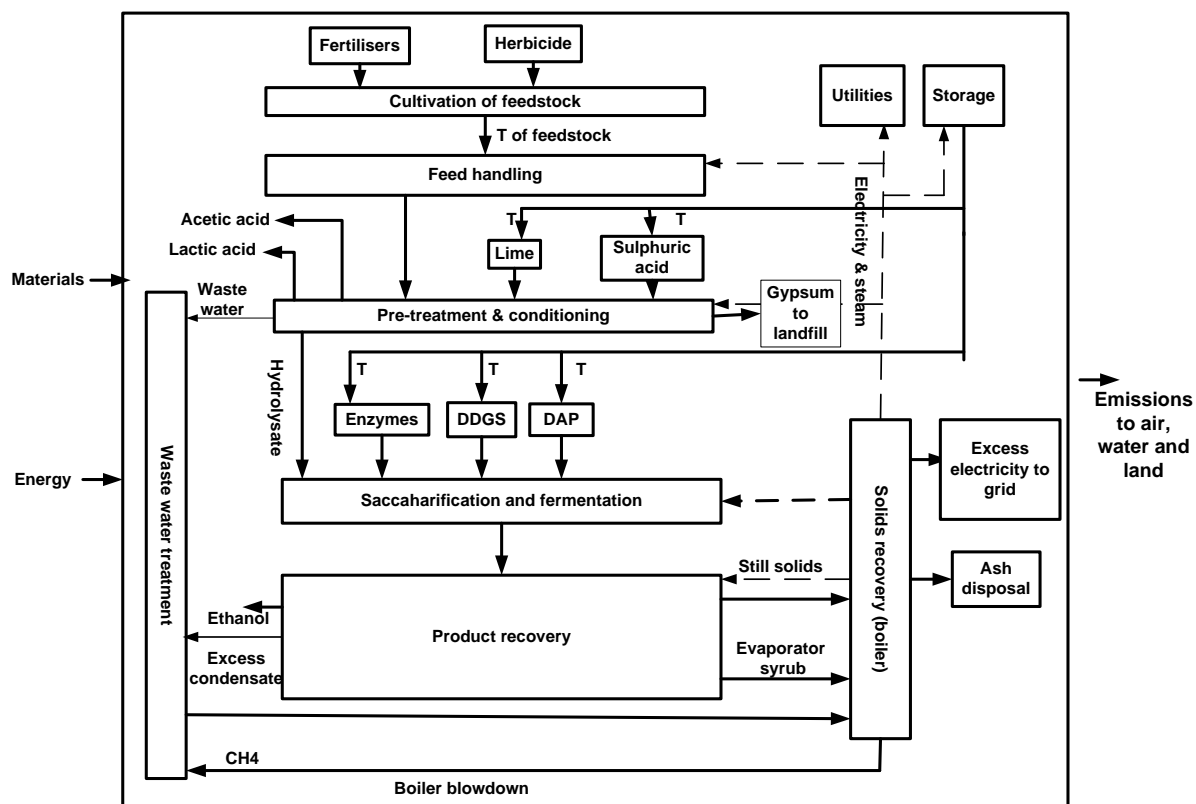 Fertilisers
Herbicide
Cultivation of feedstock
Utilities
Storage
T of feedstock
Feed handling
Electricity & steam
Acetic acid
Lactic acid
T
T
Lime
Sulphuric
acid
Materials
Waste
water
Pre-treatment & conditioning
Gypsum
to
landfill
Hydrolysate
T
T
T
Enzymes
DDGS
DAP
Emissions
to air,
water and
land
Energy
Waste water treatment
Saccaharification and fermentation
Solids recovery (boiler)
Excess
electricity to
grid
Still solids
Ash
disposal
Ethanol
Product recovery
Excess
condensate
Evaporator
syrub
CH4
Boiler blowdown